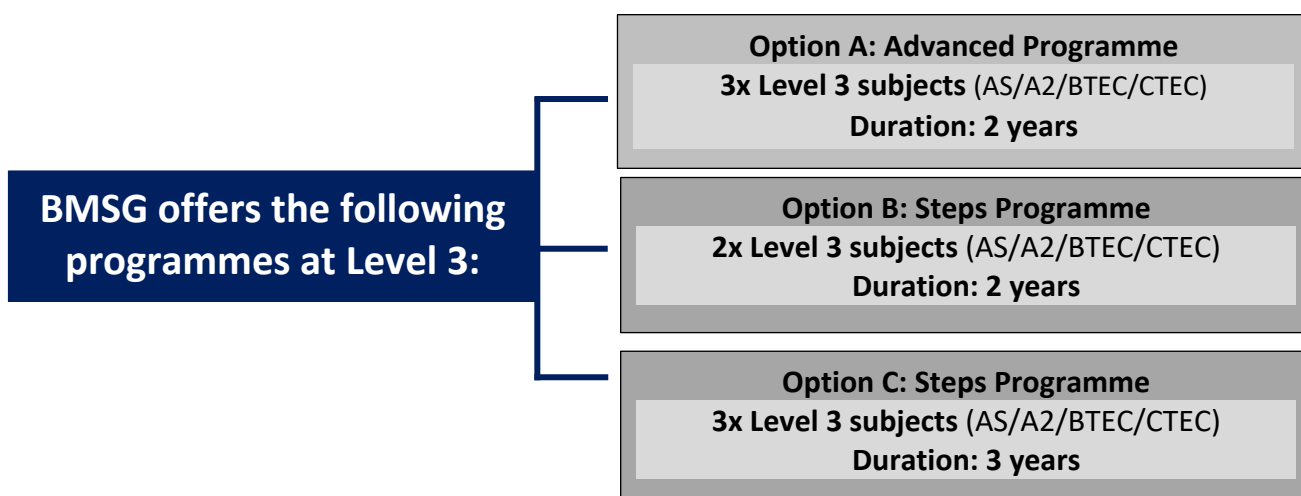 BMSG offers the following
programmes at Level 3:
Option A: Advanced Programme
3x Level 3 subjects (AS/A2/BTEC/CTEC)
Duration: 2 years
Option B: Steps Programme
2x Level 3 subjects (AS/A2/BTEC/CTEC)
Duration: 2 years
Option C: Steps Programme
3x Level 3 subjects (AS/A2/BTEC/CTEC)
Duration: 3 years